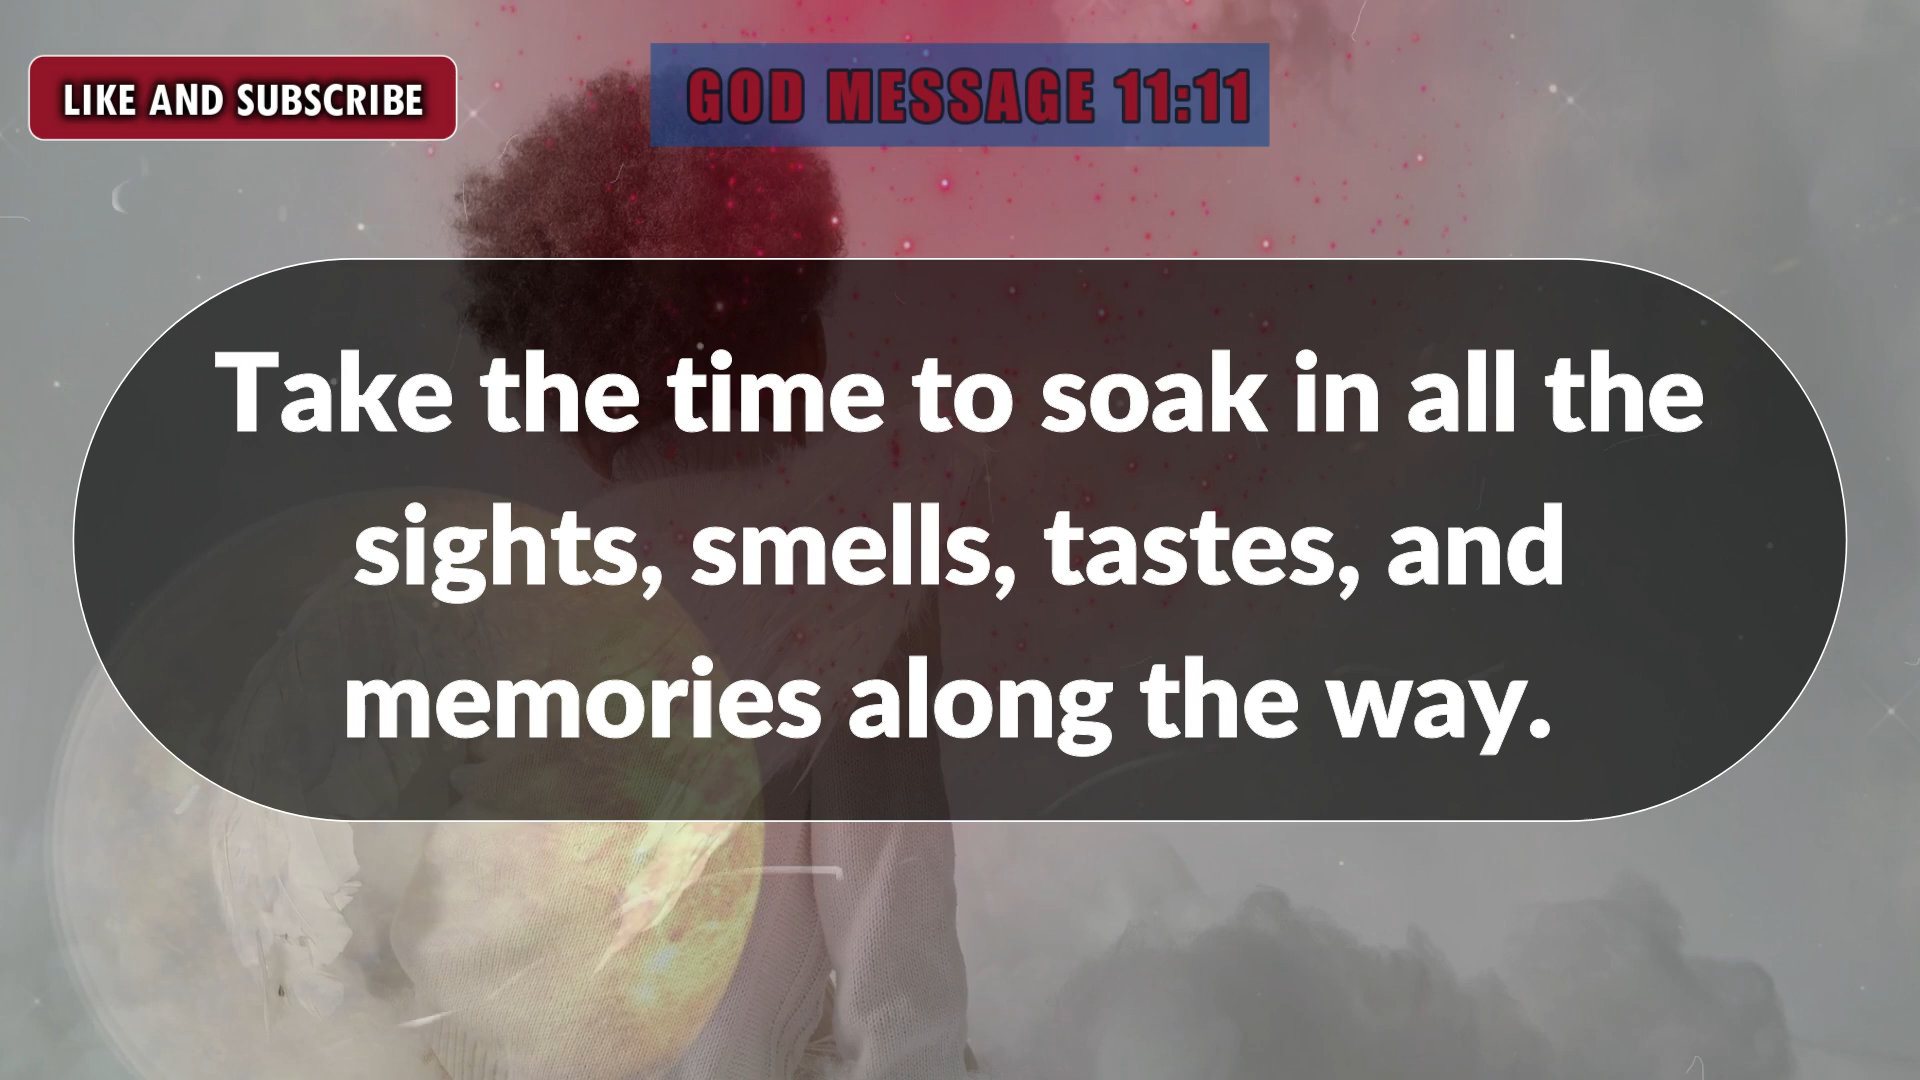 LIKE AND SUBSCRIBE
GOD MESSAGE 11:11
Take the time to soak in all the
sights, smells, tastes, and
memories along the way.